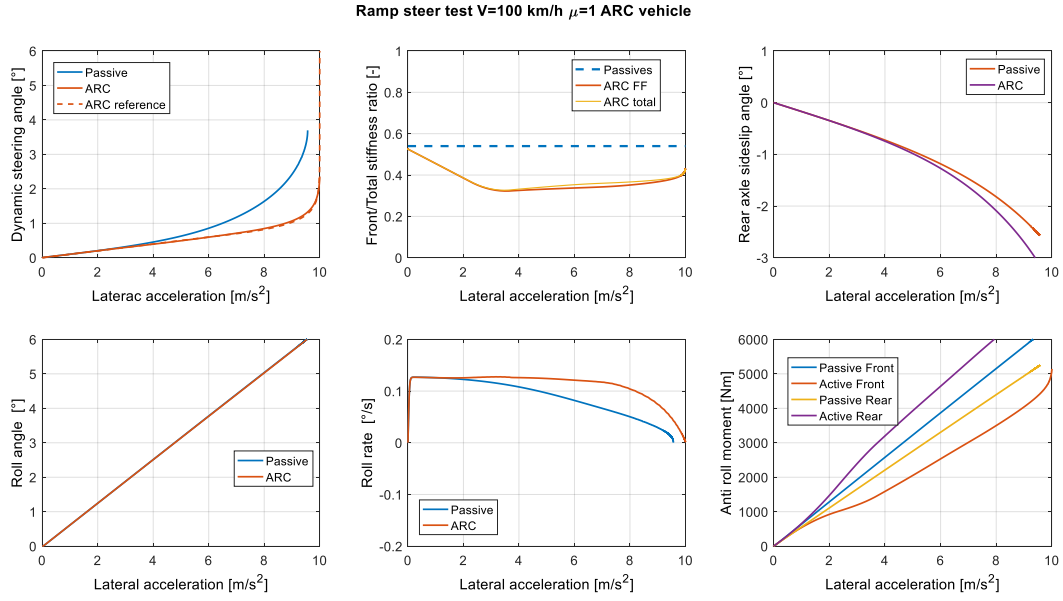 Ramp steer test V=100 km/h μ=1 ARC vehicle
Dynamic steering angle [°]
6
5
4
3
2
1
0
Passive
ARC
ARC reference
0 2 4 6 8 10
Laterac acceleration [m/s²]
Front/Total stiffness ratio [-]
1
0.8
0.6
0.4
0.2
0
Passives
ARC FF
ARC total
0 2 4 6 8 10
Lateral acceleration [m/s²]
Rear axle sideslip angle [°]
1
0
-1
-2
-3
Passive
ARC
0 2 4 6 8 10
Lateral acceleration [m/s²]
Roll angle [°]
6
5
4
3
2
1
0
Passive
ARC
0 2 4 6 8 10
Lateral acceleration [m/s²]
Roll rate [°/s]
0.2
0.1
0
-0.1
-0.2
Passive
ARC
0 2 4 6 8 10
Lateral acceleration [m/s²]
Anti roll moment [Nm]
6000
5000
4000
3000
2000
1000
0
Passive Front
Active Front
Passive Rear
Active Rear
0 2 4 6 8 10
Lateral acceleration [m/s²]